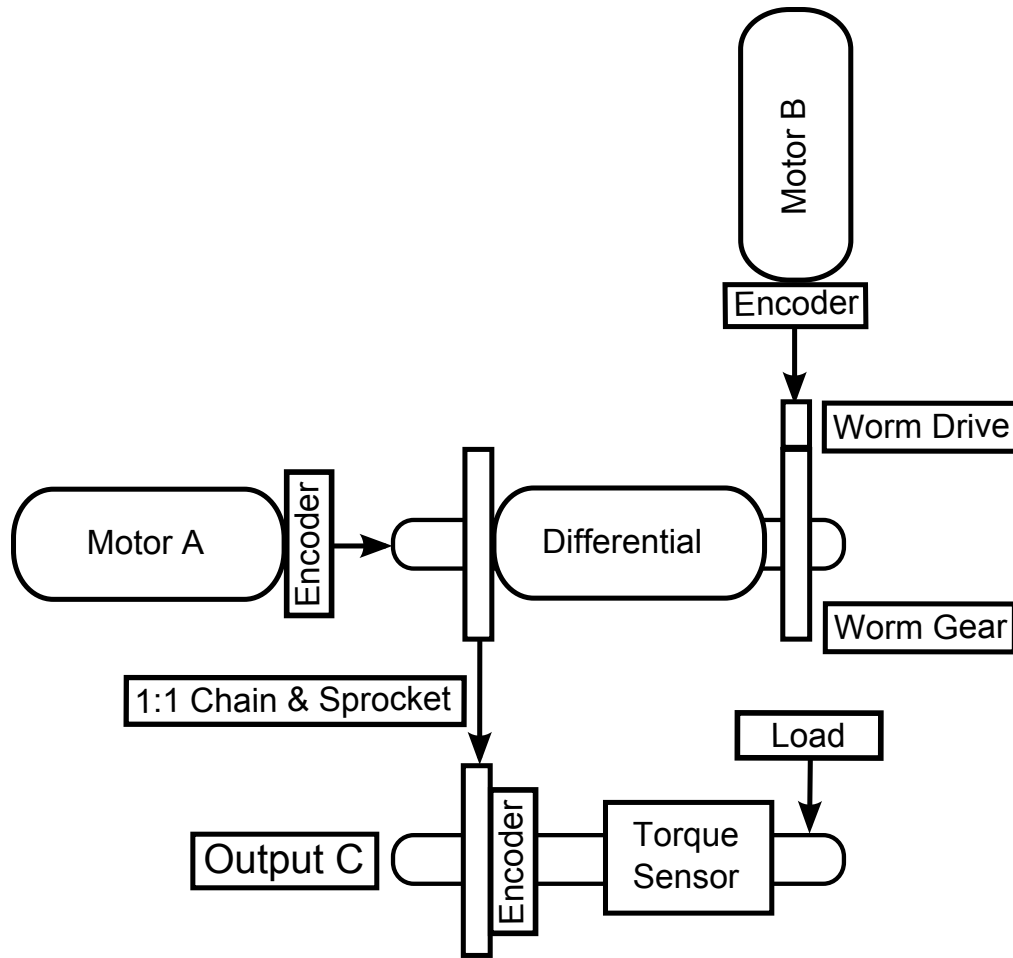 Motor B
Encoder
Worm Drive
Motor A
Encoder
Differential
Worm Gear
1:1 Chain & Sprocket
Load
Output C
Encoder
Torque
Sensor